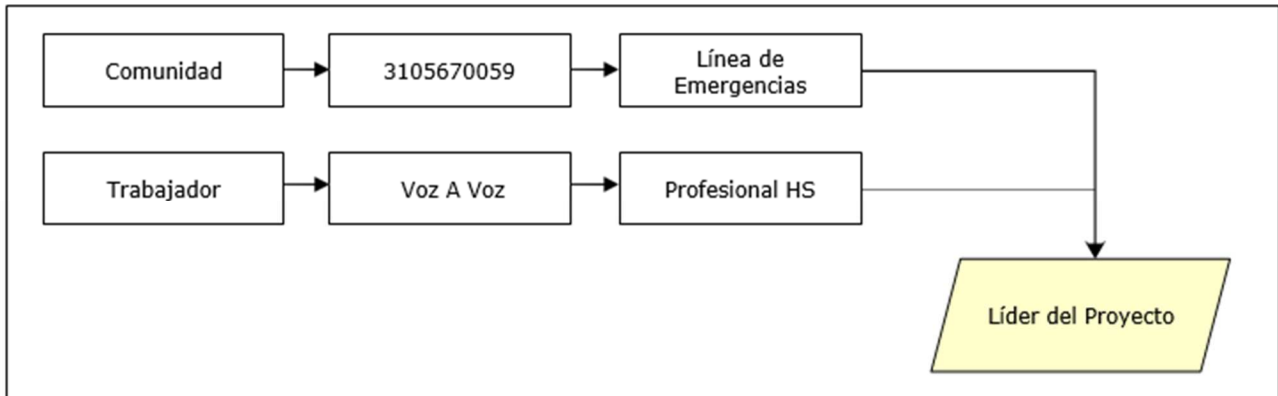 Comunidad
3105670059
Línea de
Emergencias
Trabajador
Voz A Voz
Profesional HS
Líder del Proyecto